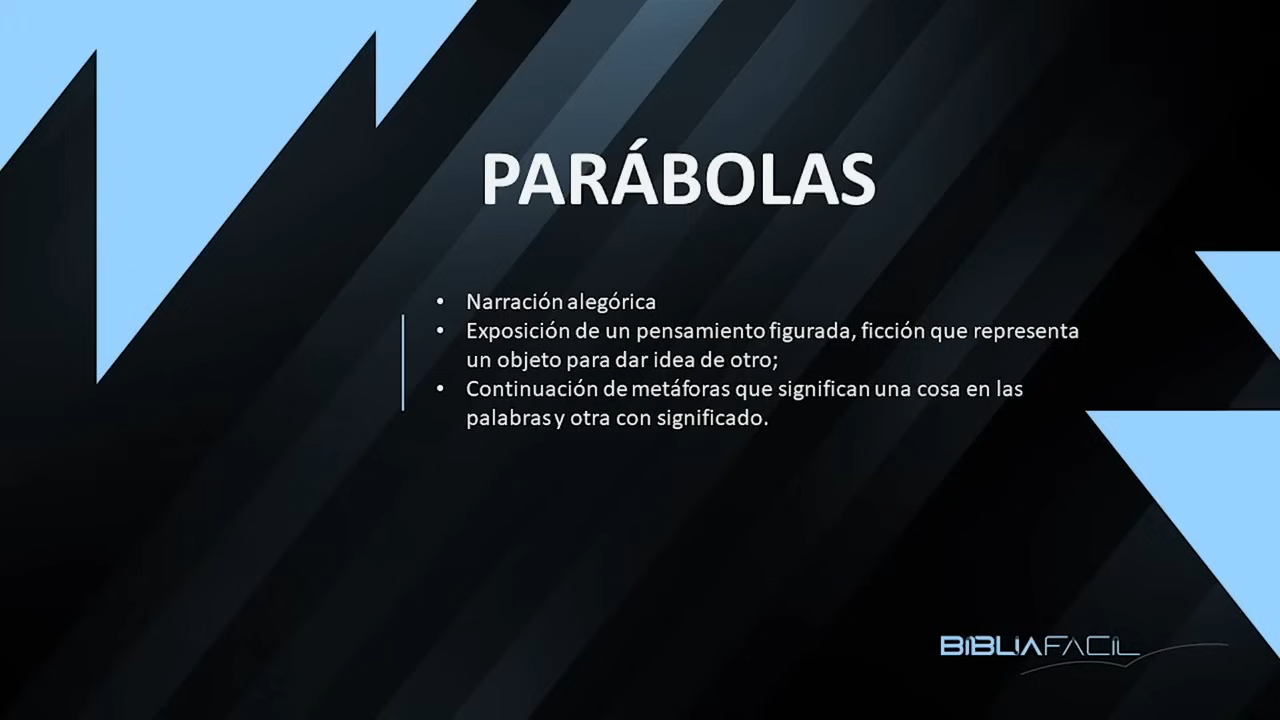 PARÁBOLAS
• Narración alegórica
• Exposición de un pensamiento figurada, ficción que representa
un objeto para dar idea de otro;
• Continuación de metáforas que significan una cosa en las
palabras y otra con significado.
BIBLIAFACIL